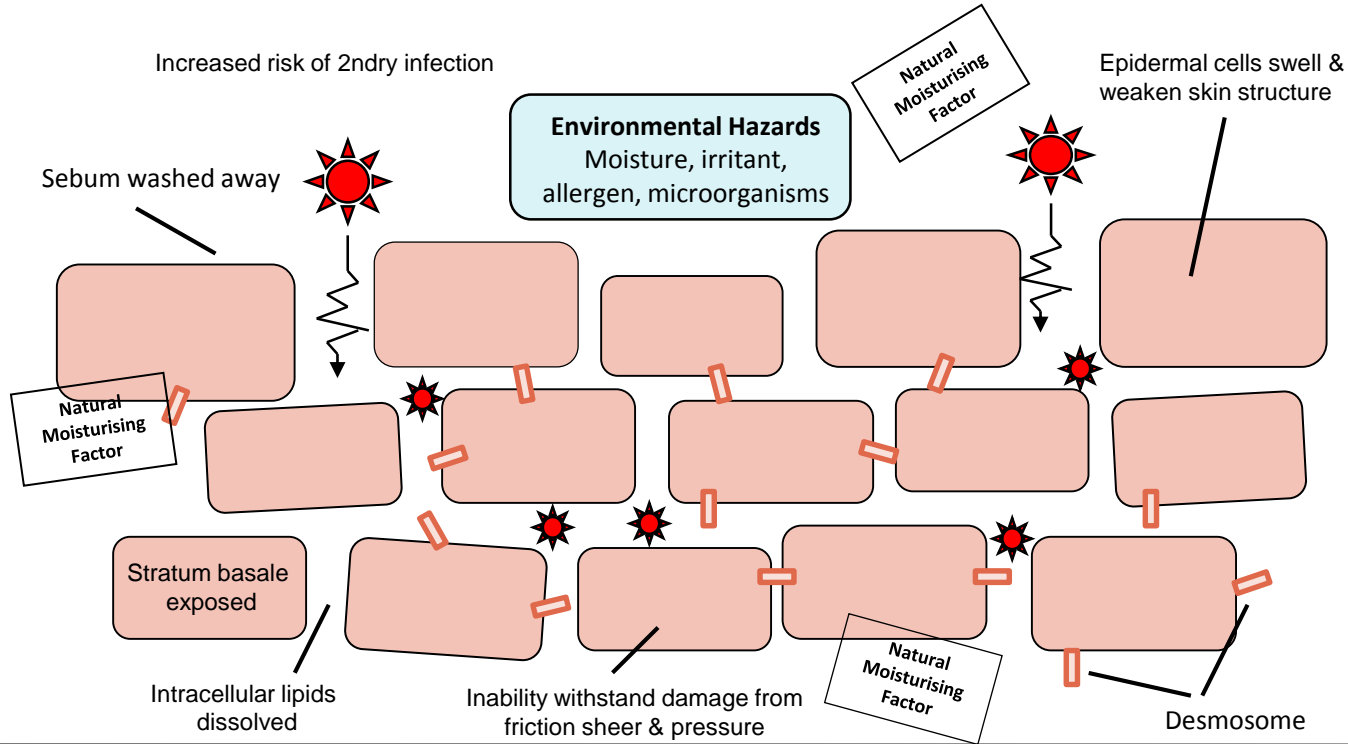 Increased risk of 2ndry infection
Natural
Moisturising
Factor
Epidermal cells swell &
weaken skin structure
Environmental Hazards
Moisture, irritant,
allergen, microorganisms
Sebum washed away
Natural
Moisturising
Factor
Stratum basale
exposed
Intracellular lipids
dissolved
Inability withstand damage from
friction sheer & pressure
Natural
Moisturising
Factor
Desmosome